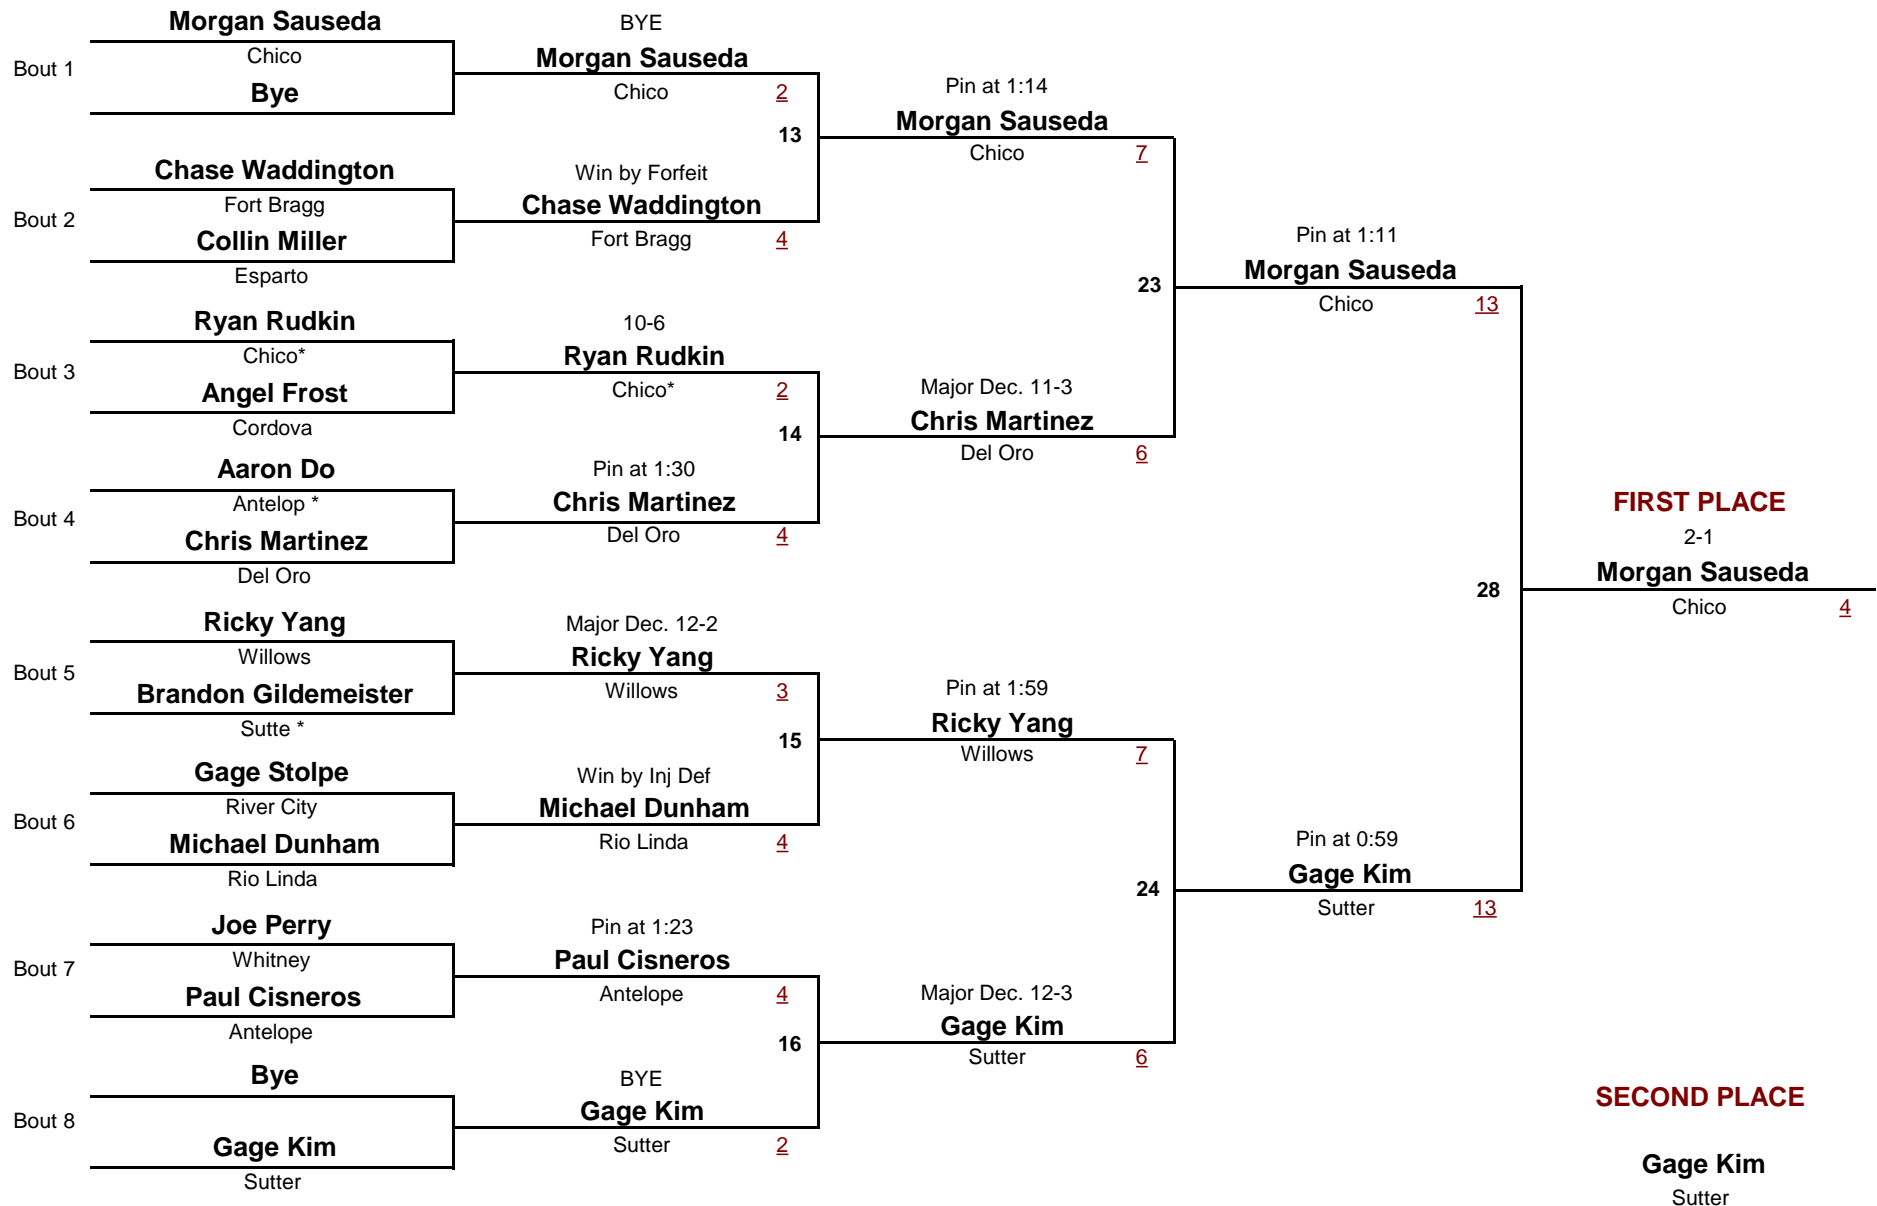 Morgan Sauseda
Bout 1
Chico
Bye
Chase Waddington
Bout 2
Fort Bragg
Collin Miller
Esparto
Ryan Rudkin
Bout 3
Chico*
Angel Frost
Cordova
Aaron Do
Bout 4
Antelop *
Chris Martinez
Del Oro
Ricky Yang
Bout 5
Willows
Brandon Gildemeister
Sutte *
Gage Stolpe
Bout 6
River City
Michael Dunham
Rio Linda
Joe Perry
Bout 7
Whitney
Paul Cisneros
Antelope
Bye
Bout 8
Gage Kim
Sutter
BYE
Morgan Sauseda
Chico 2
13
Win by Forfeit
Chase Waddington
Fort Bragg 4
10-6
Ryan Rudkin
Chico* 2
14
Pin at 1:30
Chris Martinez
Del Oro 4
Major Dec. 12-2
Ricky Yang
Willows 3
15
Win by Inj Def
Michael Dunham
Rio Linda 4
Pin at 1:23
Paul Cisneros
Antelope 4
16
BYE
Gage Kim
Sutter 2
Pin at 1:14
Morgan Sauseda
Chico 7
23
Major Dec. 11-3
Chris Martinez
Del Oro 6
Pin at 1:59
Ricky Yang
Willows 7
24
Major Dec. 12-3
Gage Kim
Sutter 6
Pin at 1:11
Morgan Sauseda
Chico 13
28
Pin at 0:59
Gage Kim
Sutter 13
FIRST PLACE
2-1
Morgan Sauseda
Chico 4
SECOND PLACE
Gage Kim
Sutter